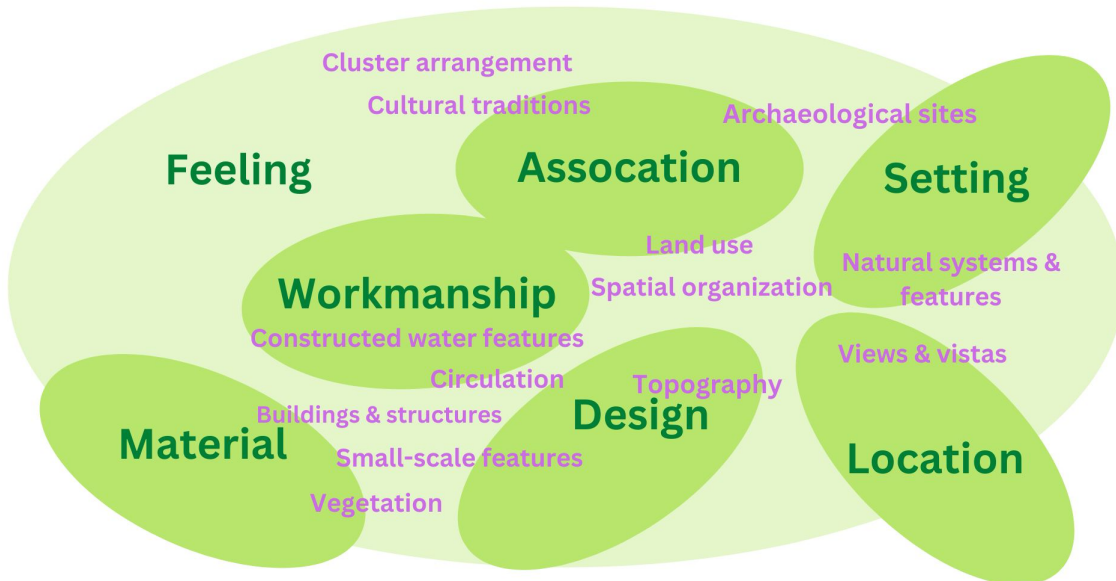 Cluster arrangement
Cultural traditions
Archaeological sites
Feeling
Assocation
Setting
Land use
Natural systems &
features
Spatial organization
Workmanship
Constructed water features
Views & vistas
Circulation
Topography
Buildings & structures
Design
Material
Small-scale features
Location
Vegetation